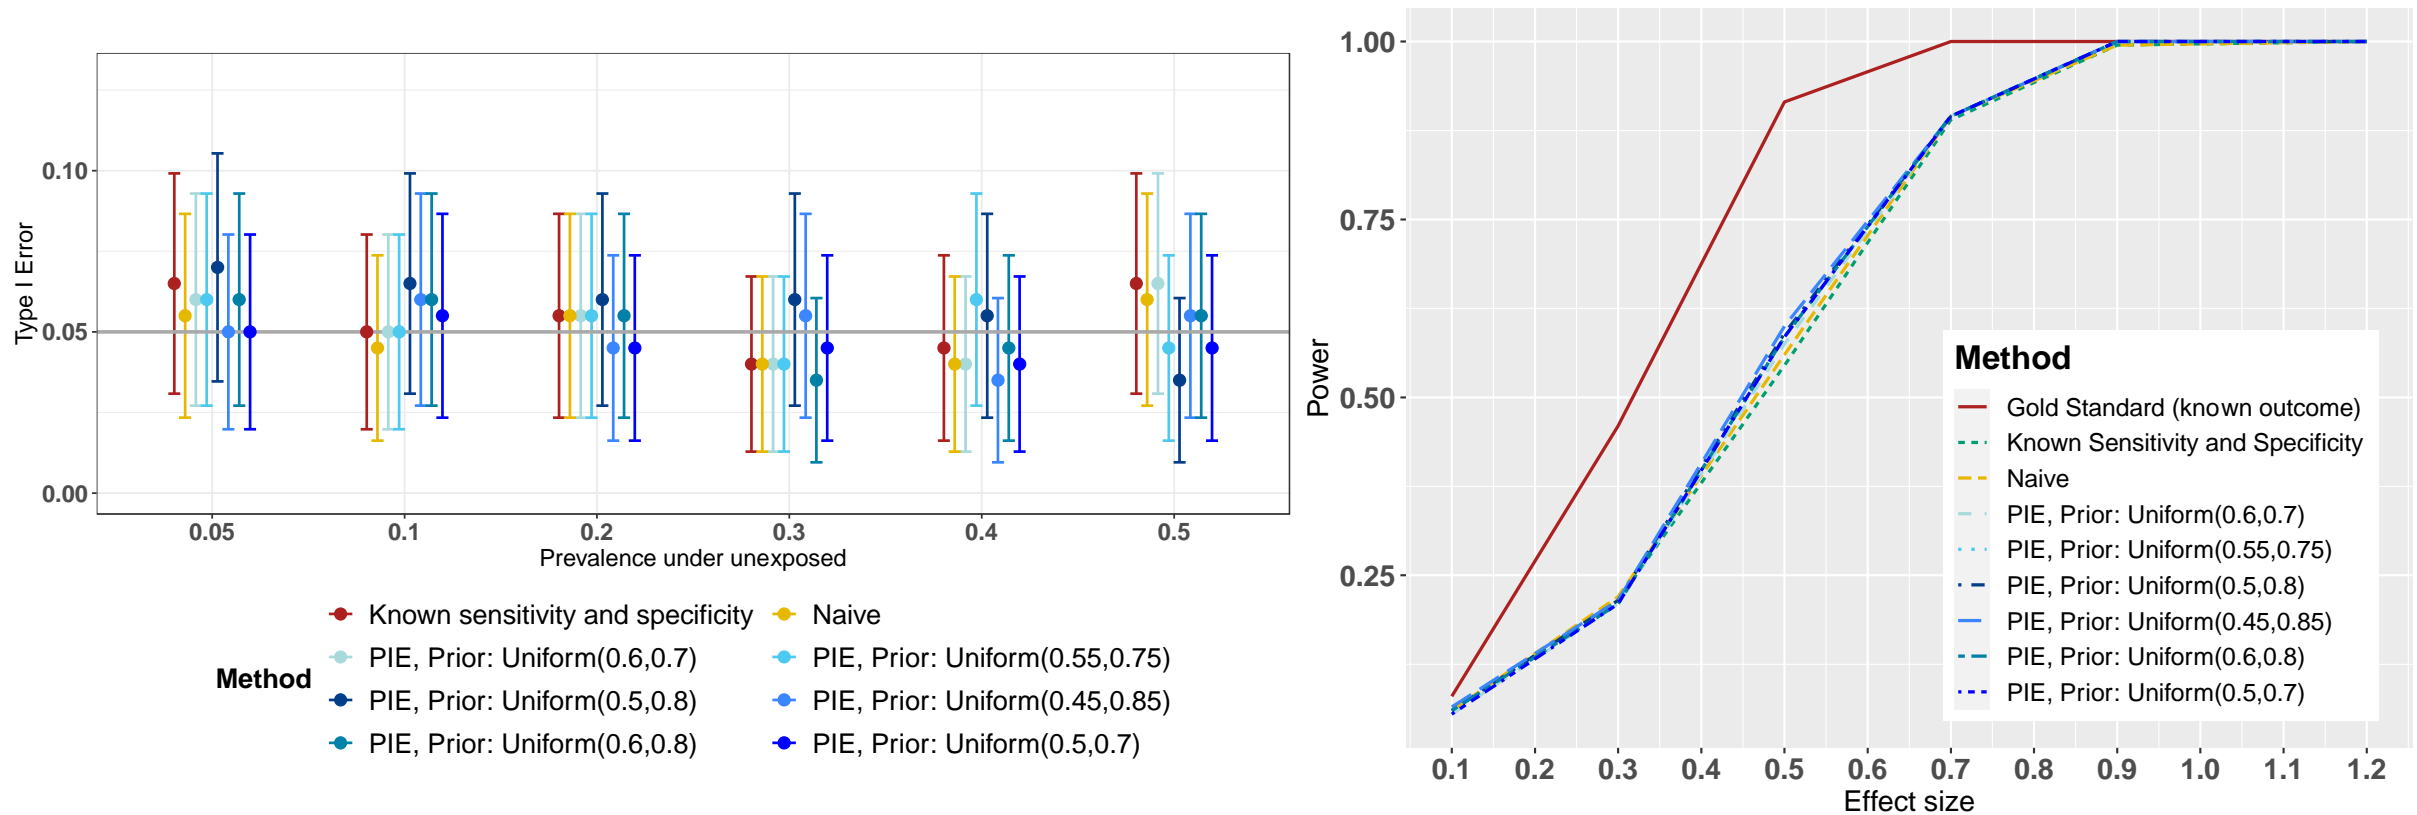 Type I Error
0.10
0.05
0.00
0.05 0.1 0.2 0.3 0.4 0.5
Prevalence under unexposed
Method
Known sensitivity and specificity Naive
PIE, Prior: Uniform(0.6,0.7) PIE, Prior: Uniform(0.55,0.75)
PIE, Prior: Uniform(0.5,0.8) PIE, Prior: Uniform(0.45,0.85)
PIE, Prior: Uniform(0.6,0.8) PIE, Prior: Uniform(0.5,0.7)
Power
1.00
0.75
0.50
0.25
Method
Gold Standard (known outcome)
Known Sensitivity and Specificity
Naive
PIE, Prior: Uniform(0.6,0.7)
PIE, Prior: Uniform(0.55,0.75)
PIE, Prior: Uniform(0.5,0.8)
PIE, Prior: Uniform(0.45,0.85)
PIE, Prior: Uniform(0.6,0.8)
PIE, Prior: Uniform(0.5,0.7)
0.1 0.2 0.3 0.4 0.5 0.6 0.7 0.8 0.9 1.0 1.1 1.2
Effect size